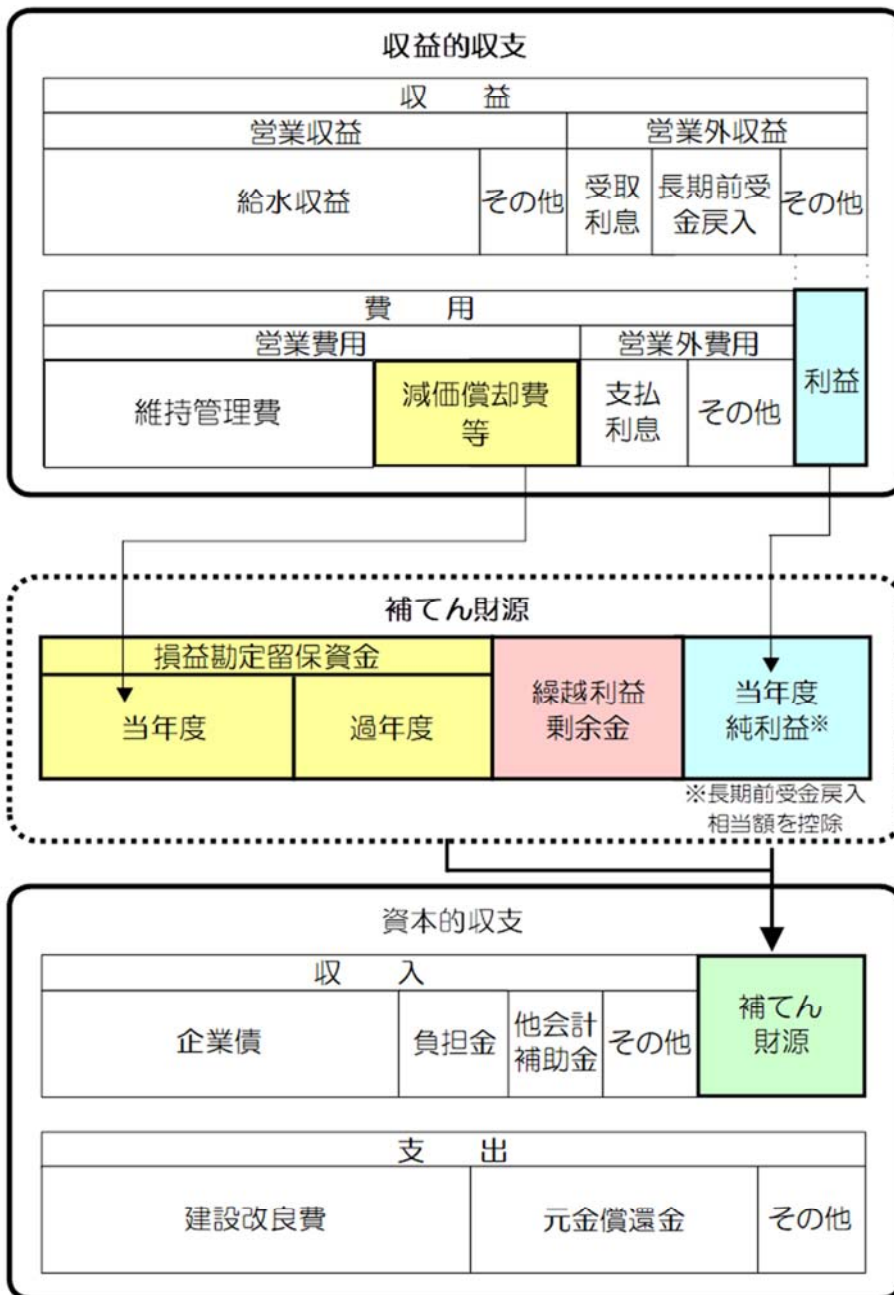 収益的収支
収　益
営業収益　営業外収益
給水収益　その他　受取利息　長期前受金戻入　その他
費　用
営業費用　営業外費用
維持管理費　減価償却費等　支払利息　その他　利益
補てん財源
損益勘定留保資金
当年度　過年度　繰越利益剰余金　当年度純利益※
※長期前受金戻入
相当額を控除
資本的収支
収　入
企業債　負担金　他会計補助金　その他　補てん財源
支　出
建設改良費　元金償還金　その他